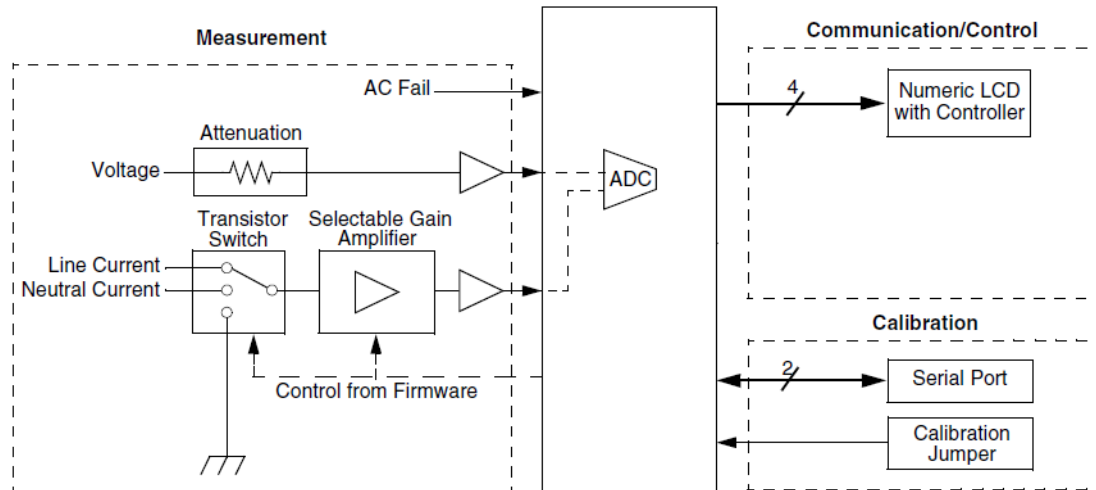 Measurement
AC Fail
Attenuation
Voltage
Transistor
Switch
Selectable Gain
Amplifier
Line Current
Neutral Current
Control from Firmware
ADC
Communication/Control
4
Numeric LCD
with Controller
Calibration
2
Serial Port
Calibration
Jumper